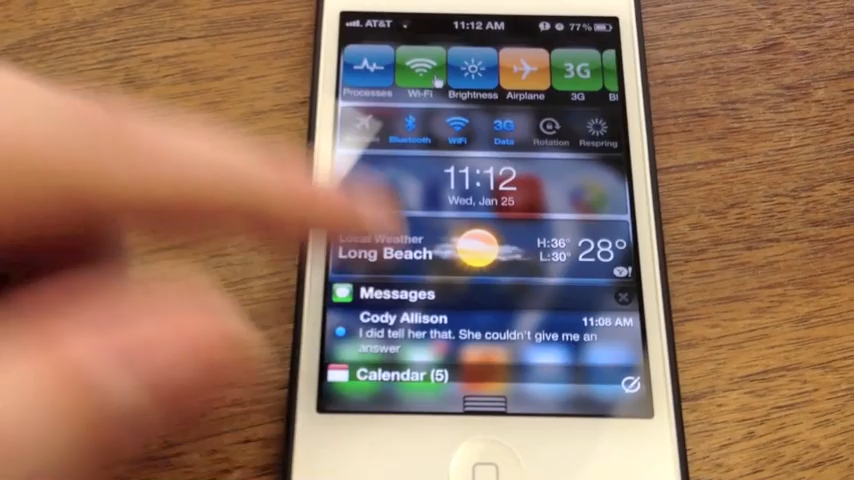 AT&T 11:12 AM 77%
Processes Wi-Fi Brightness Airplane 3G
3G
Bluetooth WiFi Data Rotation Respring
3G
11:12
Wed, Jan 25
Local Weather
Long Beach H:36° L:30° 28°
Y!
Messages
Cody Allison 11:08 AM
I did tell her that. She couldn't give me an
answer
Calendar (5)